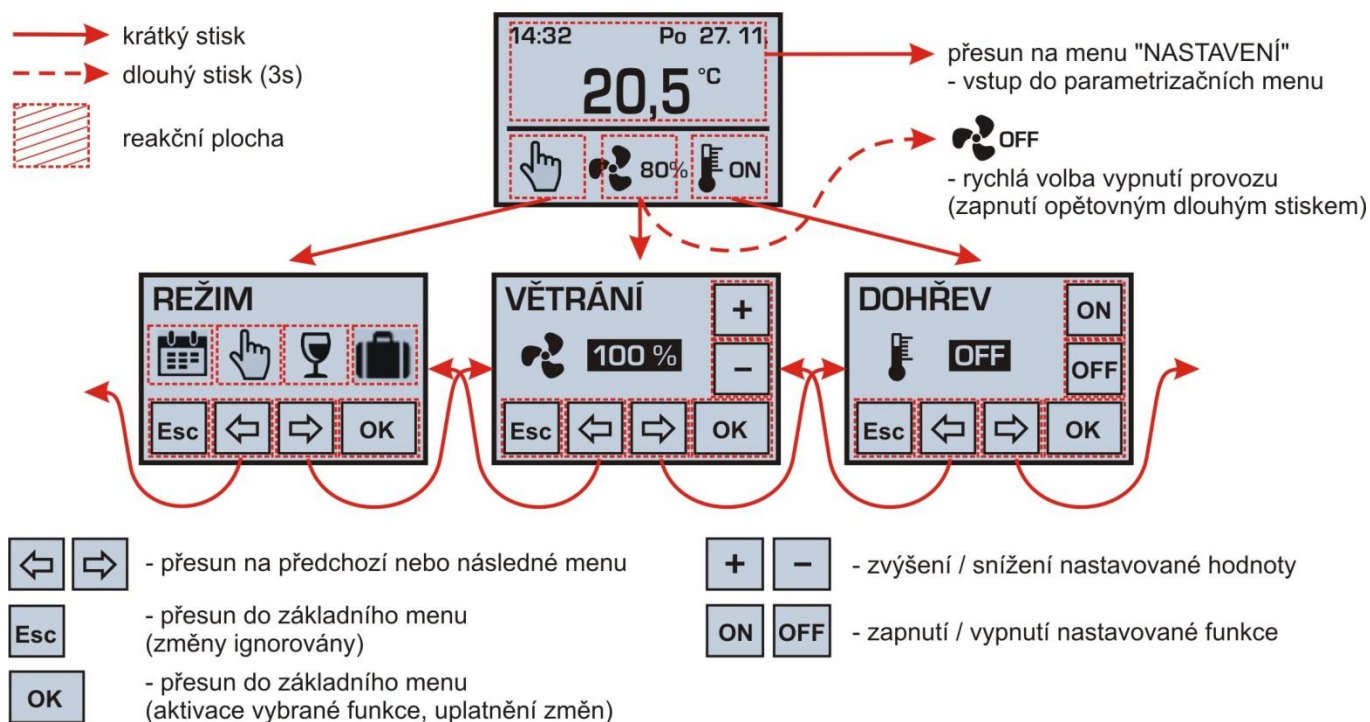 krátký stisk
dlouhý stisk (3s)
reakční plocha
14:32 Po 27. 11.
20,5 °C
80% ON
přesun na menu "NASTAVENÍ"
- vstup do parametrizačních menu
OFF
- rychlá volba vypnutí provozu
(zapnutí opětovným dlouhým stiskem)
REŽIM
Esc OK
VĚTRÁNÍ
+
100 %
−
Esc OK
DOHŘEV
ON
OFF
OFF
Esc OK
- přesun na předchozí nebo následné menu
Esc
- přesun do základního menu
(změny ignorovány)
OK
- přesun do základního menu
(aktivace vybrané funkce, uplatnění změn)
+ −
- zvýšení / snížení nastavované hodnoty
ON OFF
- zapnutí / vypnutí nastavované funkce